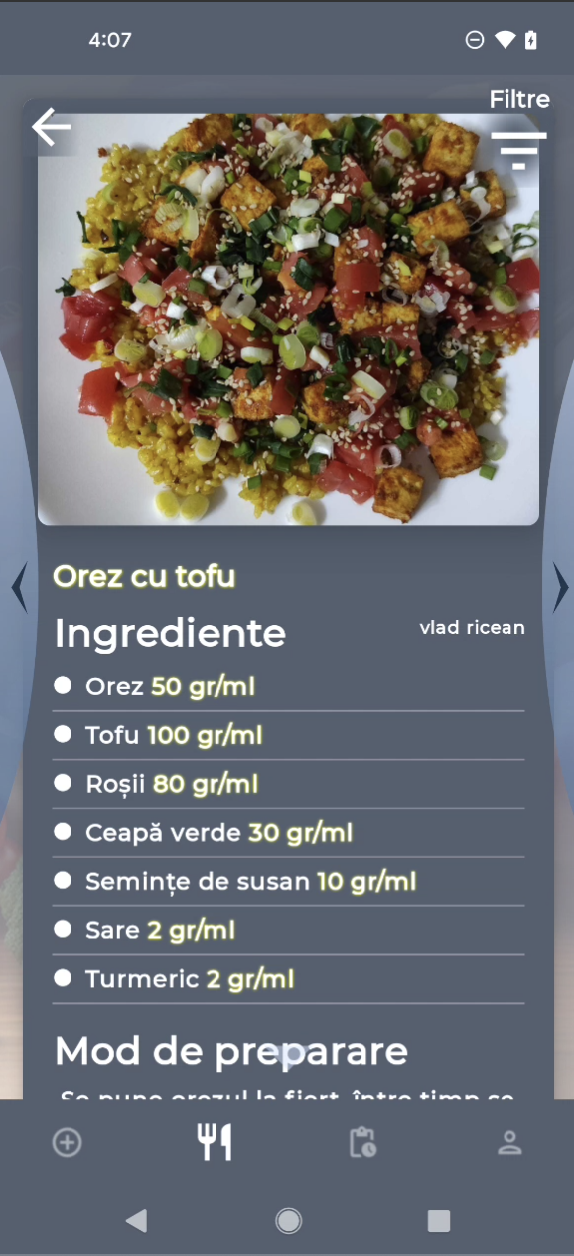 4:07
Filtre
Orez cu tofu
Ingrediente
vlad ricean
Orez 50 gr/ml
Tofu 100 gr/ml
Roșii 80 gr/ml
Ceapă verde 30 gr/ml
Semințe de susan 10 gr/ml
Sare 2 gr/ml
Turmeric 2 gr/ml
Mod de preparare
Se pune orezul la fiert, între timp se